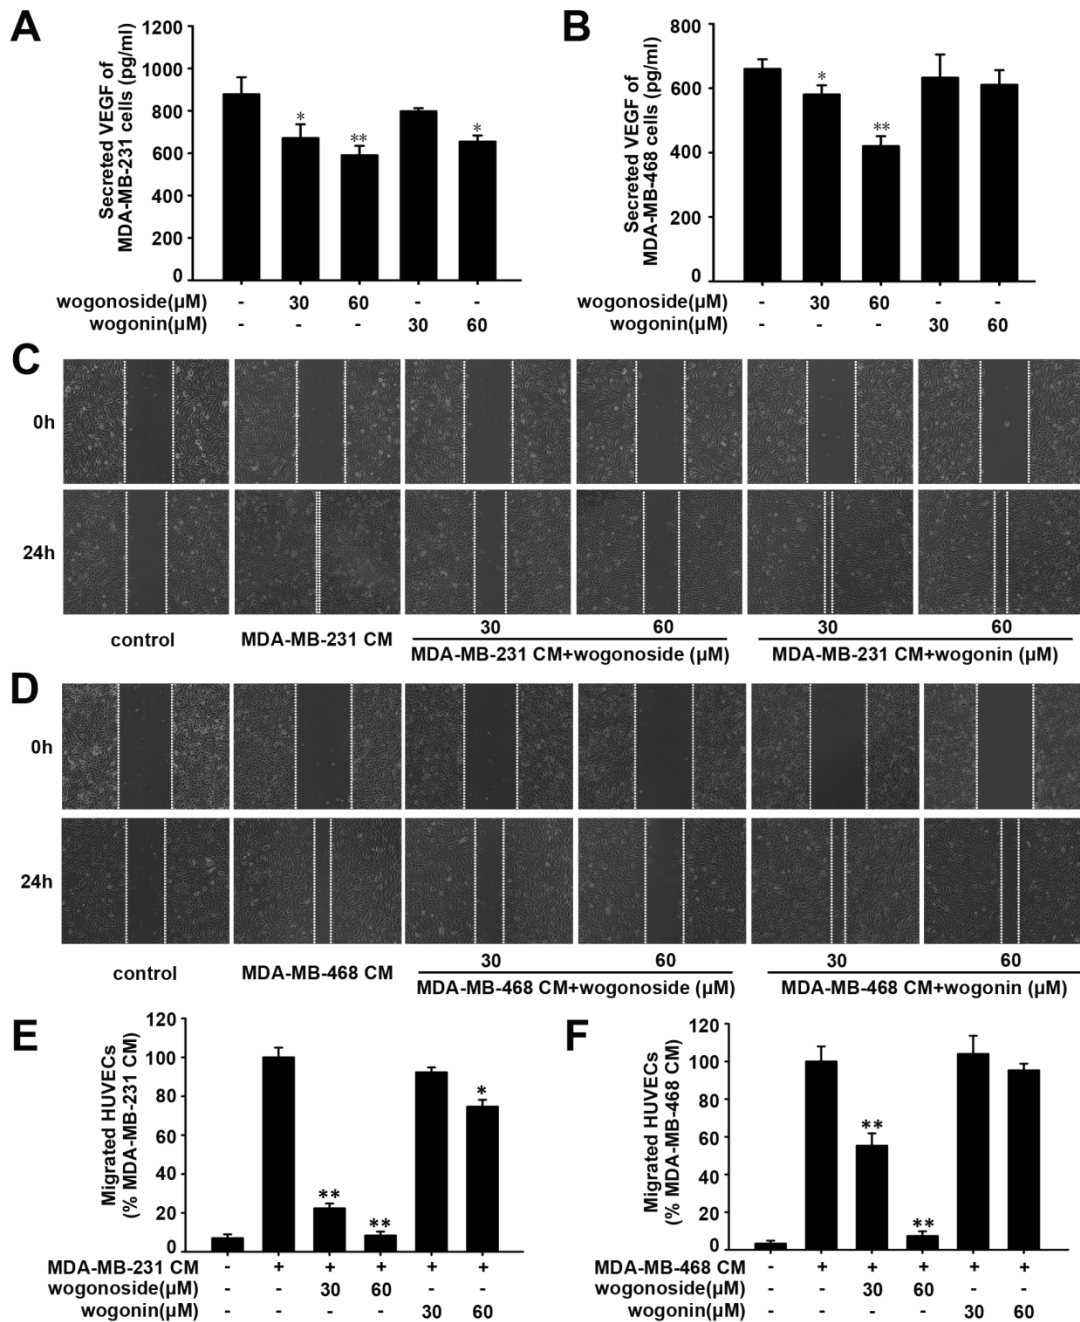 A
B
Secreted VEGF of
MDA-MB-231 cells (pg/ml)
1200
1000
800
600
400
200
0
* ** *
wogonoside(μM) - 30 60 - -
wogonin(μM) - - - 30 60
Secreted VEGF of
MDA-MB-468 cells (pg/ml)
800
600
400
200
0
* **
wogonoside(μM) - 30 60 - -
wogonin(μM) - - - 30 60
C
0h
24h
30 60 30 60
control MDA-MB-231 CM MDA-MB-231 CM+wogonoside (μM) MDA-MB-231 CM+wogonin (μM)
D
0h
24h
30 60 30 60
control MDA-MB-468 CM MDA-MB-468 CM+wogonoside (μM) MDA-MB-468 CM+wogonin (μM)
E
F
Migrated HUVECs
(% MDA-MB-231 CM)
120
100
80
60
40
20
0
** ** *
MDA-MB-231 CM - + + + + +
wogonoside(μM) - - 30 60 - -
wogonin(μM) - - - - 30 60
Migrated HUVECs
(% MDA-MB-468 CM)
120
100
80
60
40
20
0
** **
MDA-MB-468 CM - + + + + +
wogonoside(μM) - - 30 60 - -
wogonin(μM) - - - - 30 60